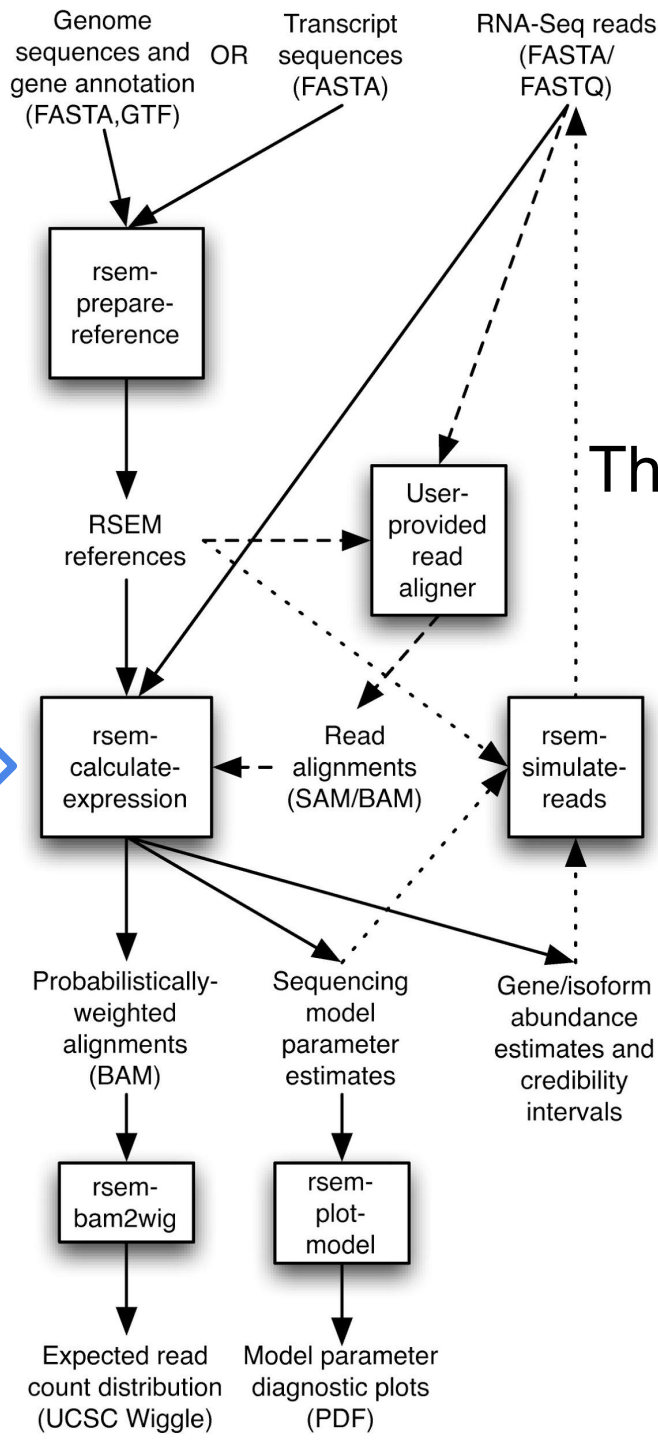 Genome
sequences and
gene annotation
(FASTA,GTF)
OR
Transcript
sequences
(FASTA)
RNA-Seq reads
(FASTA/
FASTQ)
rsem-
prepare-
reference
RSEM
references
User-
provided
read
aligner
Th
rsem-
calculate-
expression
Read
alignments
(SAM/BAM)
rsem-
simulate-
reads
Probabilistically-
weighted
alignments
(BAM)
Sequencing
model
parameter
estimates
Gene/isoform
abundance
estimates and
credibility
intervals
rsem-
bam2wig
rsem-
plot-
model
Expected read
count distribution
(UCSC Wiggle)
Model parameter
diagnostic plots
(PDF)